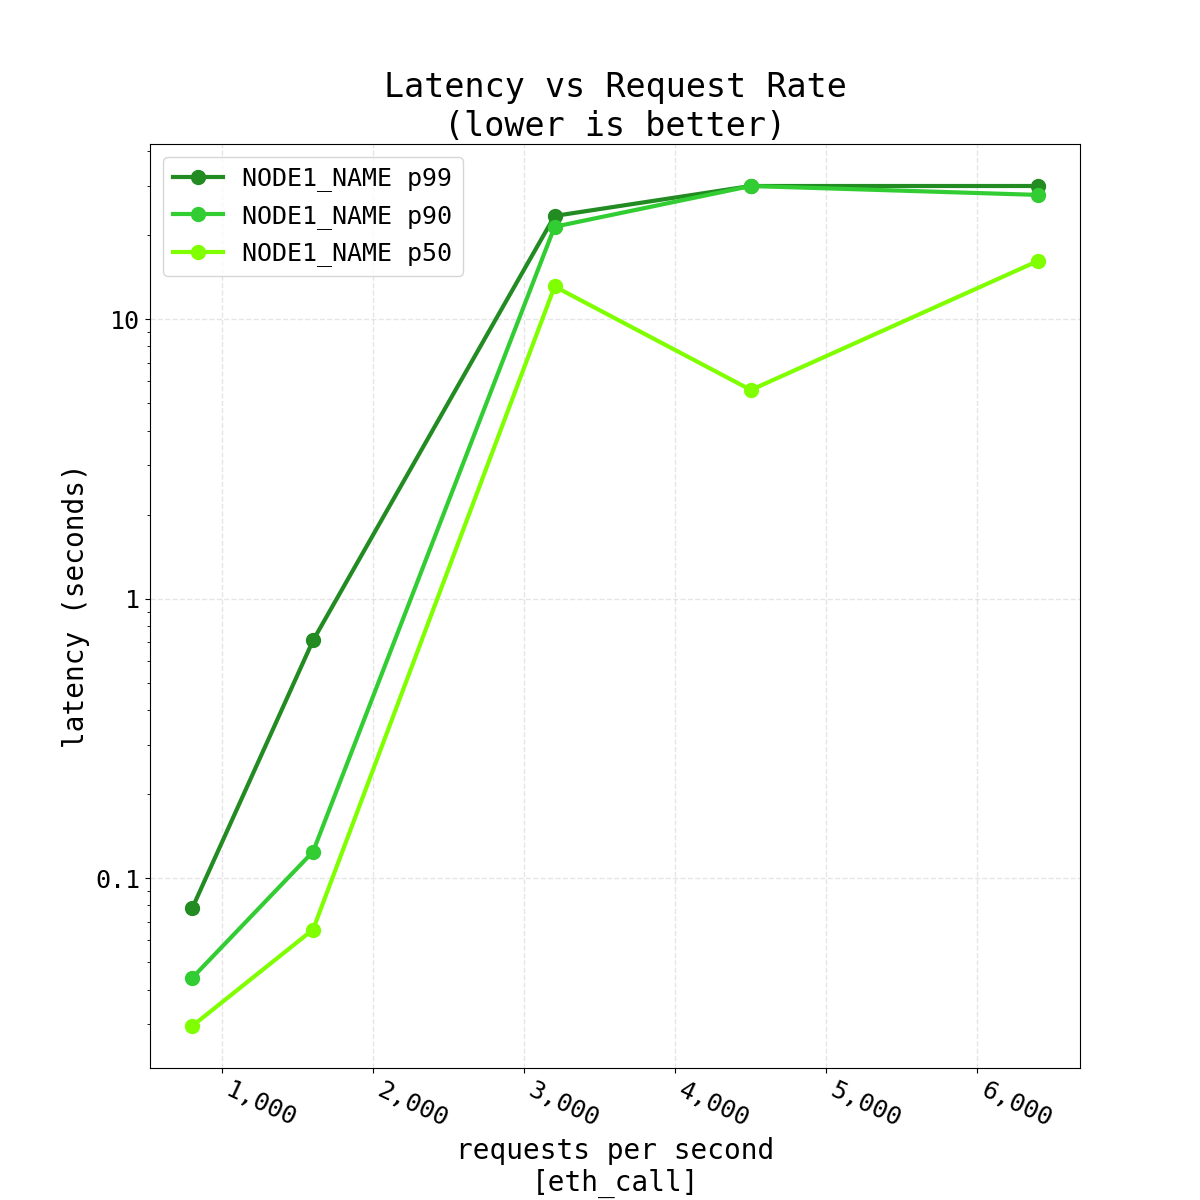 Latency vs Request Rate
(lower is better)
NODE1_NAME p99
NODE1_NAME p90
NODE1_NAME p50
10
1
0.1
latency (seconds)
1,000
2,000
3,000
4,000
5,000
6,000
requests per second
[eth_call]